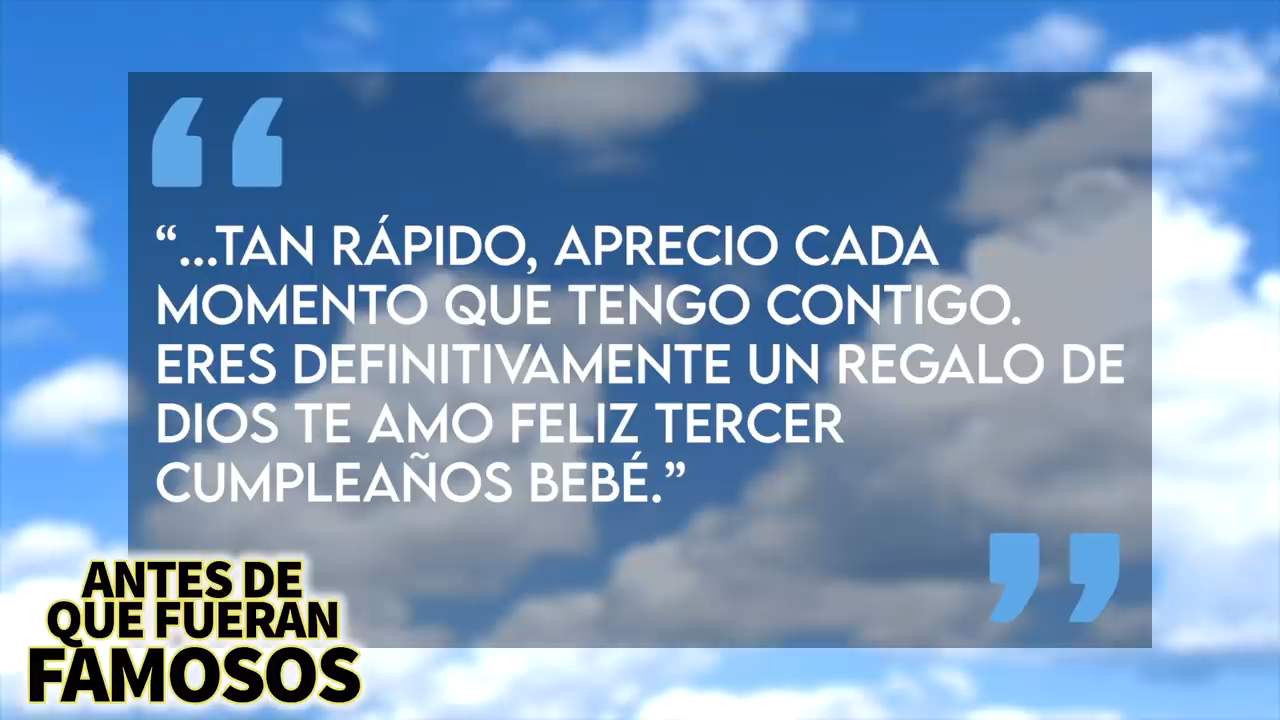 “...TAN RÁPIDO, APRECIO CADA
MOMENTO QUE TENGO CONTIGO.
ERES DEFINITIVAMENTE UN REGALO DE
DIOS TE AMO FELIZ TERCER
CUMPLEAÑOS BEBÉ.”
ANTES DE
QUE FUERAN
FAMOSOS